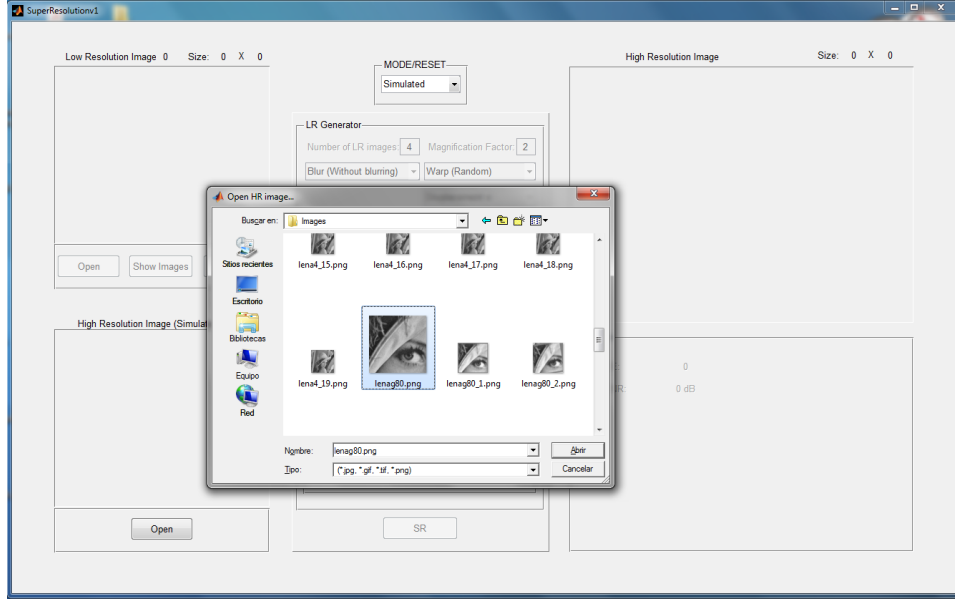 SuperResolutionv1
Low Resolution Image 0 Size: 0 X 0
MODE/RESET
Simulated
High Resolution Image Size: 0 X 0
LR Generator
Number of LR images: 4 Magnification Factor: 2
Blur (Without blurring) Warp (Random)
Open HR image...
Buscar en: Images
Sitios recientes
Escritorio
Bibliotecas
Equipo
Red
lena4_15.png lena4_16.png lena4_17.png lena4_18.png
lena4_19.png lenag80.png lenag80_1.png lenag80_2.png
Nombre: lenag80.png Abrir
Tipo: (*.jpg, *.gif, *.tif, *.png) Cancelar
Open Show Images
High Resolution Image (Simulat
0
R: 0 dB
Open
SR